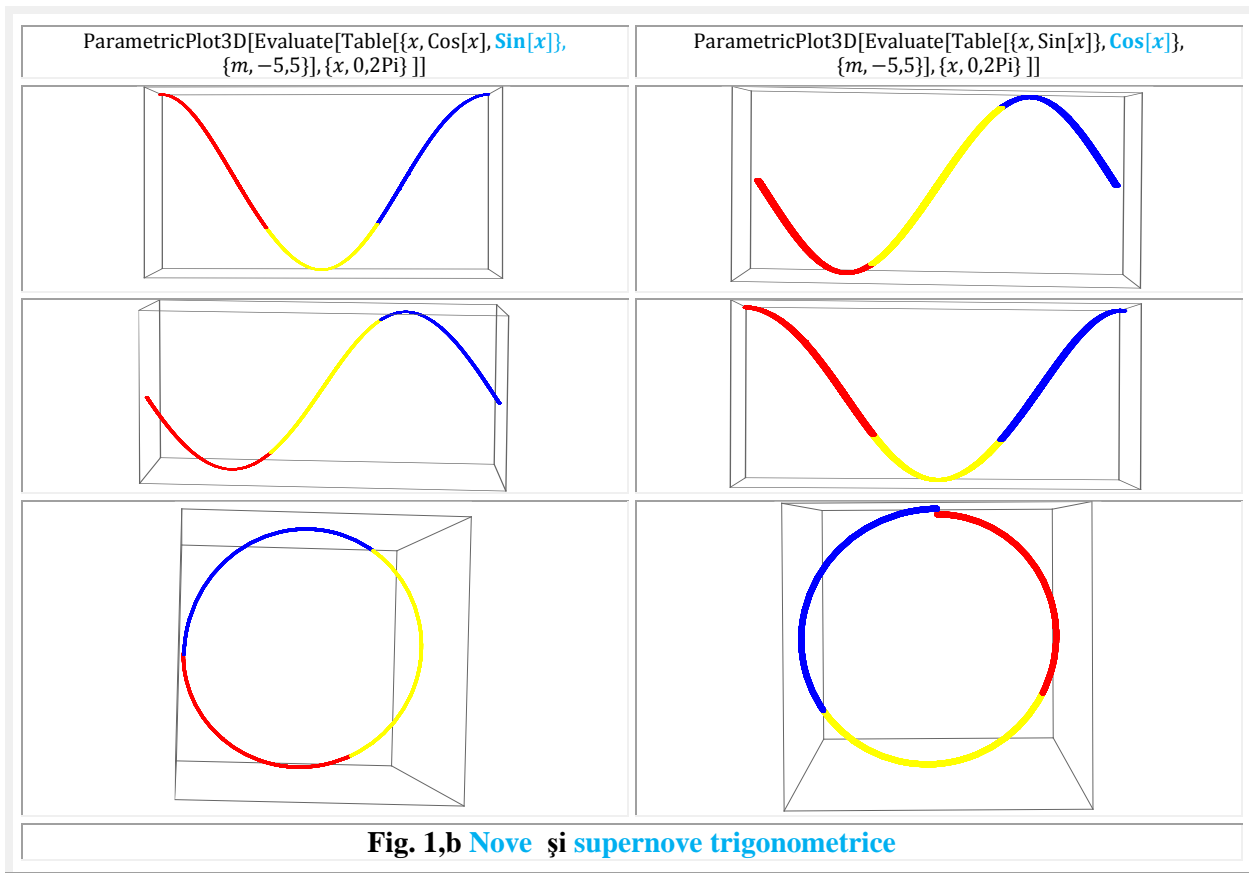 ParametricPlot3D[Evaluate[Table[{x, Cos[x], Sin[x]},
{m, −5,5}], {x, 0,2Pi} ]]
ParametricPlot3D[Evaluate[Table[{x, Sin[x]}, Cos[x]},
{m, −5,5}], {x, 0,2Pi} ]]
Fig. 1,b Nove şi supernove trigonometrice